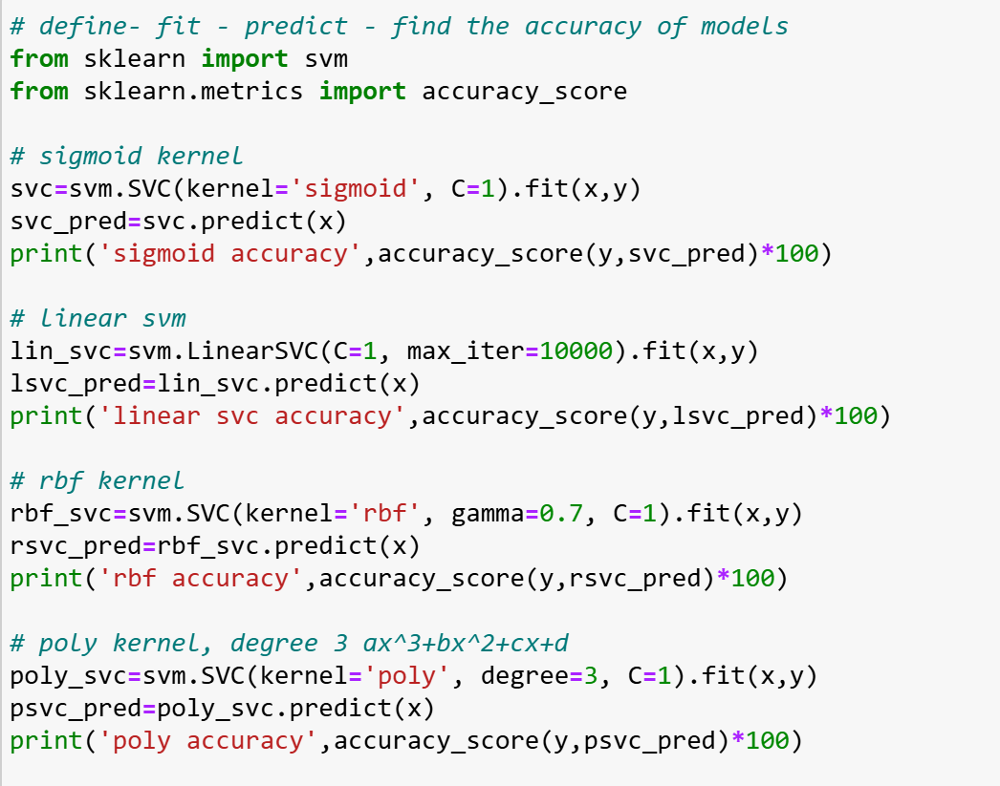 # define- fit - predict - find the accuracy of models
from sklearn import svm
from sklearn.metrics import accuracy_score
# sigmoid kernel
svc=svm.SVC(kernel='sigmoid', C=1).fit(x,y)
svc_pred=svc.predict(x)
print('sigmoid accuracy',accuracy_score(y,svc_pred)*100)
# linear svm
lin_svc=svm.LinearSVC(C=1, max_iter=10000).fit(x,y)
lsvc_pred=lin_svc.predict(x)
print('linear svc accuracy',accuracy_score(y,lsvc_pred)*100)
# rbf kernel
rbf_svc=svm.SVC(kernel='rbf', gamma=0.7, C=1).fit(x,y)
rsvc_pred=rbf_svc.predict(x)
print('rbf accuracy',accuracy_score(y,rsvc_pred)*100)
# poly kernel, degree 3 ax^3+bx^2+cx+d
poly_svc=svm.SVC(kernel='poly', degree=3, C=1).fit(x,y)
psvc_pred=poly_svc.predict(x)
print('poly accuracy',accuracy_score(y,psvc_pred)*100)